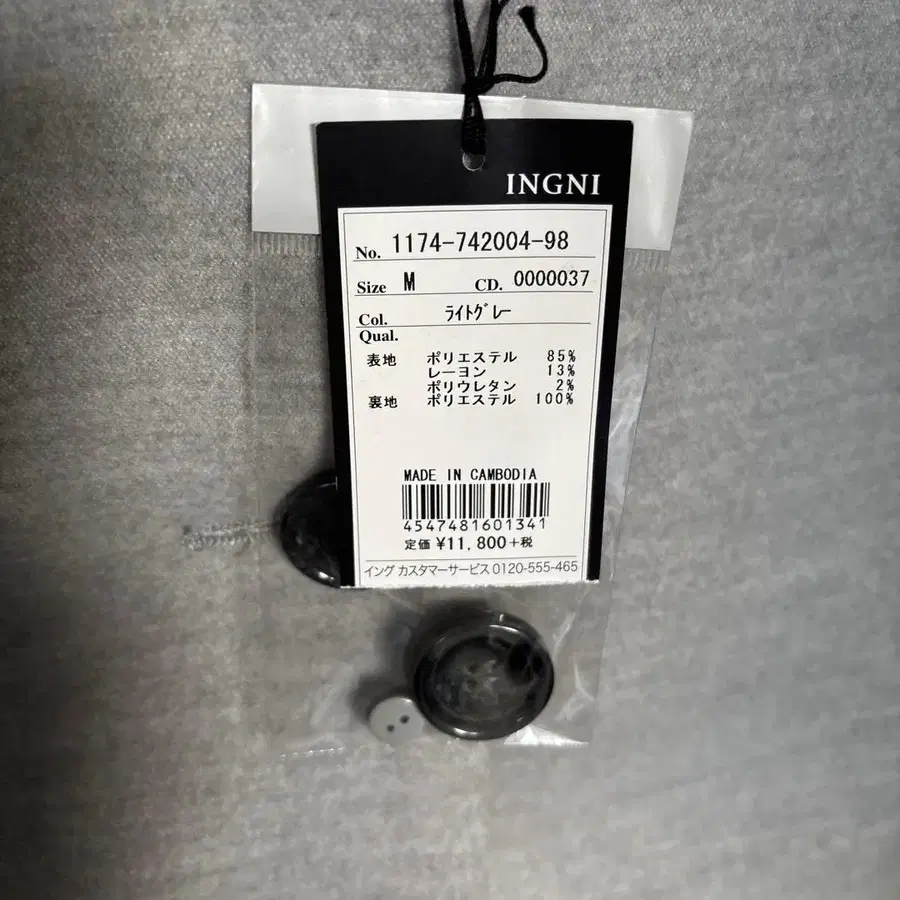 INGNI
No. 1174-742004-98
Size M CD. 0000037
Col. ﾗｲﾄｸﾞﾚｰ
Qual.
表地 ポリエステル 85%
レーヨン 13%
ポリウレタン 2%
裏地 ポリエステル 100%
MADE IN CAMBODIA
4547481601341
定価 ¥11,800+税
イング カスタマーサービス 0120-555-465